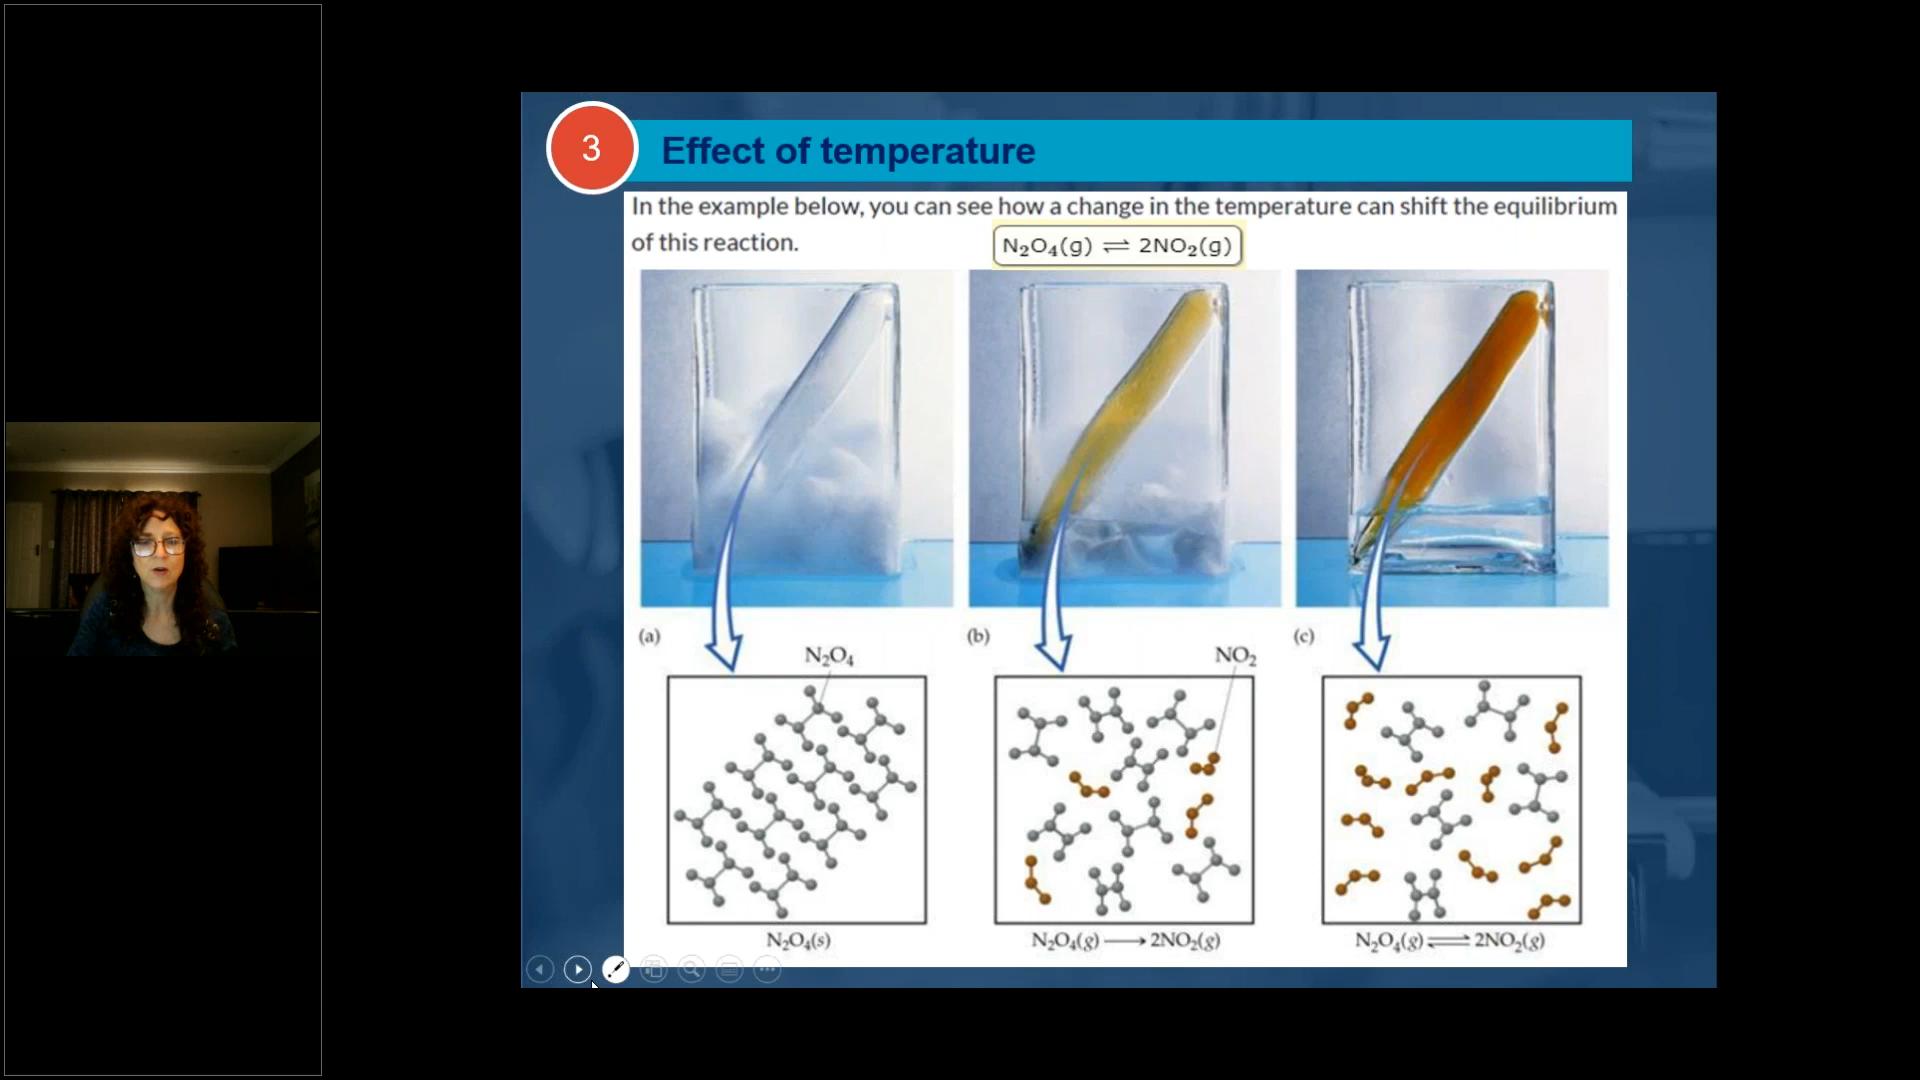 3
Effect of temperature
In the example below, you can see how a change in the temperature can shift the equilibrium
of this reaction.
N₂O₄(g) ⇌ 2NO₂(g)
(a)
(b)
(c)
N₂O₄
NO₂
N₂O₄(s)
N₂O₄(g) ⟶ 2NO₂(g)
N₂O₄(g) ⇌ 2NO₂(g)